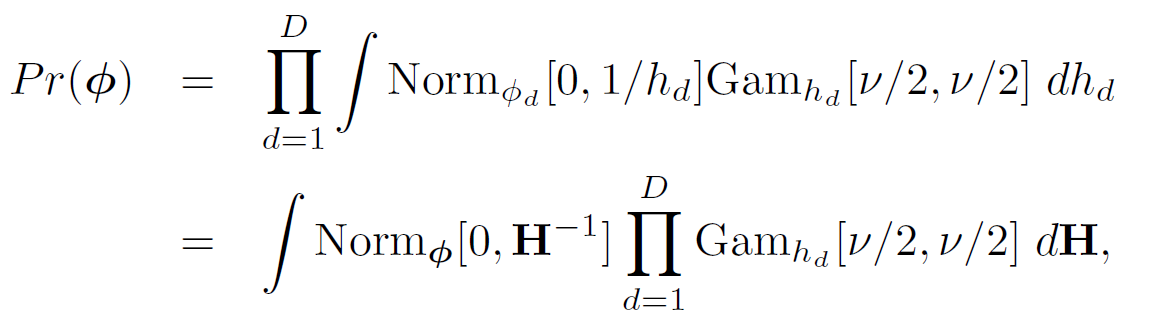 Pr(ϕ) = ∏_{d=1}^{D} ∫ Norm_{ϕ_d}[0, 1/h_d]Gam_{h_d}[ν/2, ν/2] dh_d
= ∫ Norm_ϕ[0, H^{−1}] ∏_{d=1}^{D} Gam_{h_d}[ν/2, ν/2] dH,